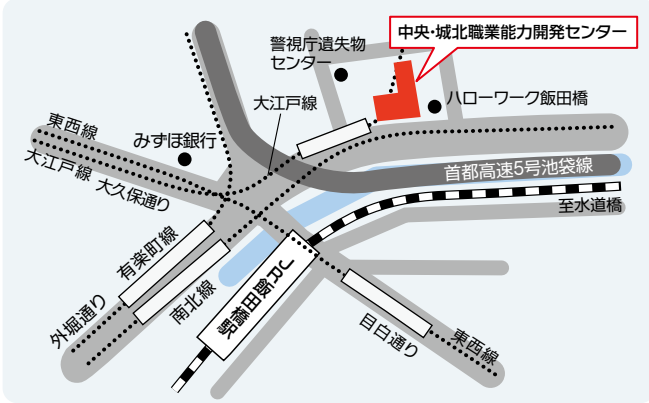 中央・城北職業能力開発センター
警視庁遺失物
センター
ハローワーク飯田橋
大江戸線
東西線
みずほ銀行
大江戸線
大久保通り
首都高速5号池袋線
至水道橋
有楽町線
外堀通り
南北線
JR飯田橋駅
目白通り
東西線